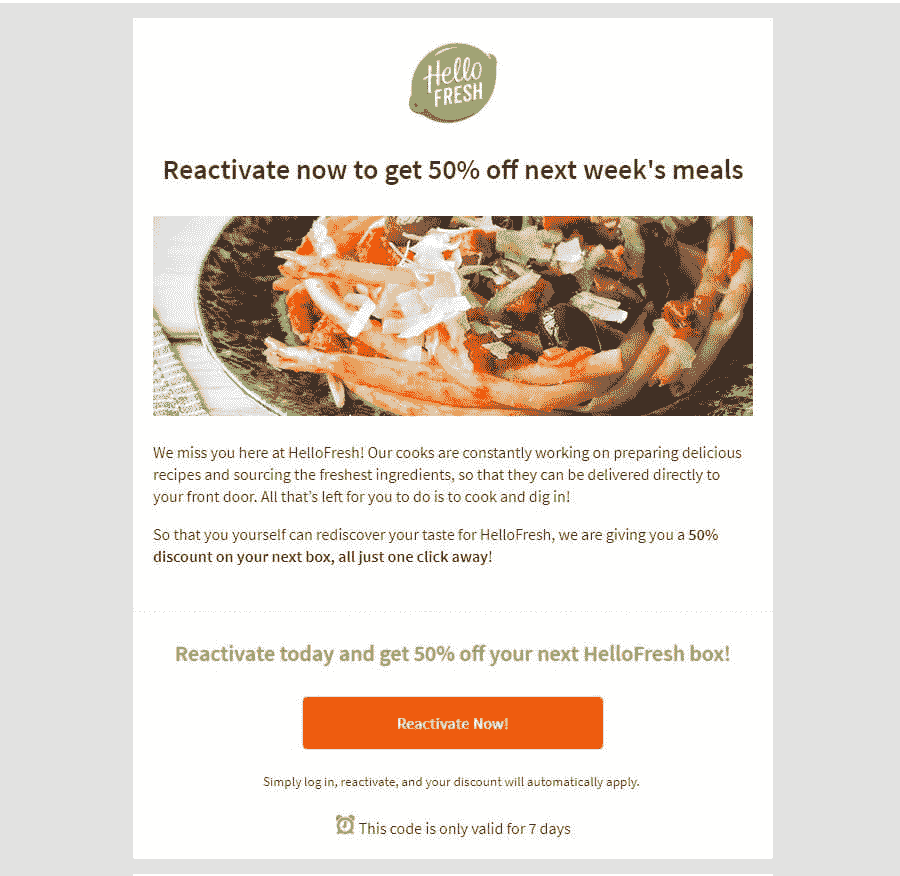 Hello
FRESH
Reactivate now to get 50% off next week's meals
We miss you here at HelloFresh! Our cooks are constantly working on preparing delicious
recipes and sourcing the freshest ingredients, so that they can be delivered directly to
your front door. All that's left for you to do is to cook and dig in!
So that you yourself can rediscover your taste for HelloFresh, we are giving you a 50%
discount on your next box, all just one click away!
Reactivate today and get 50% off your next HelloFresh box!
Reactivate Now!
Simply log in, reactivate, and your discount will automatically apply.
This code is only valid for 7 days